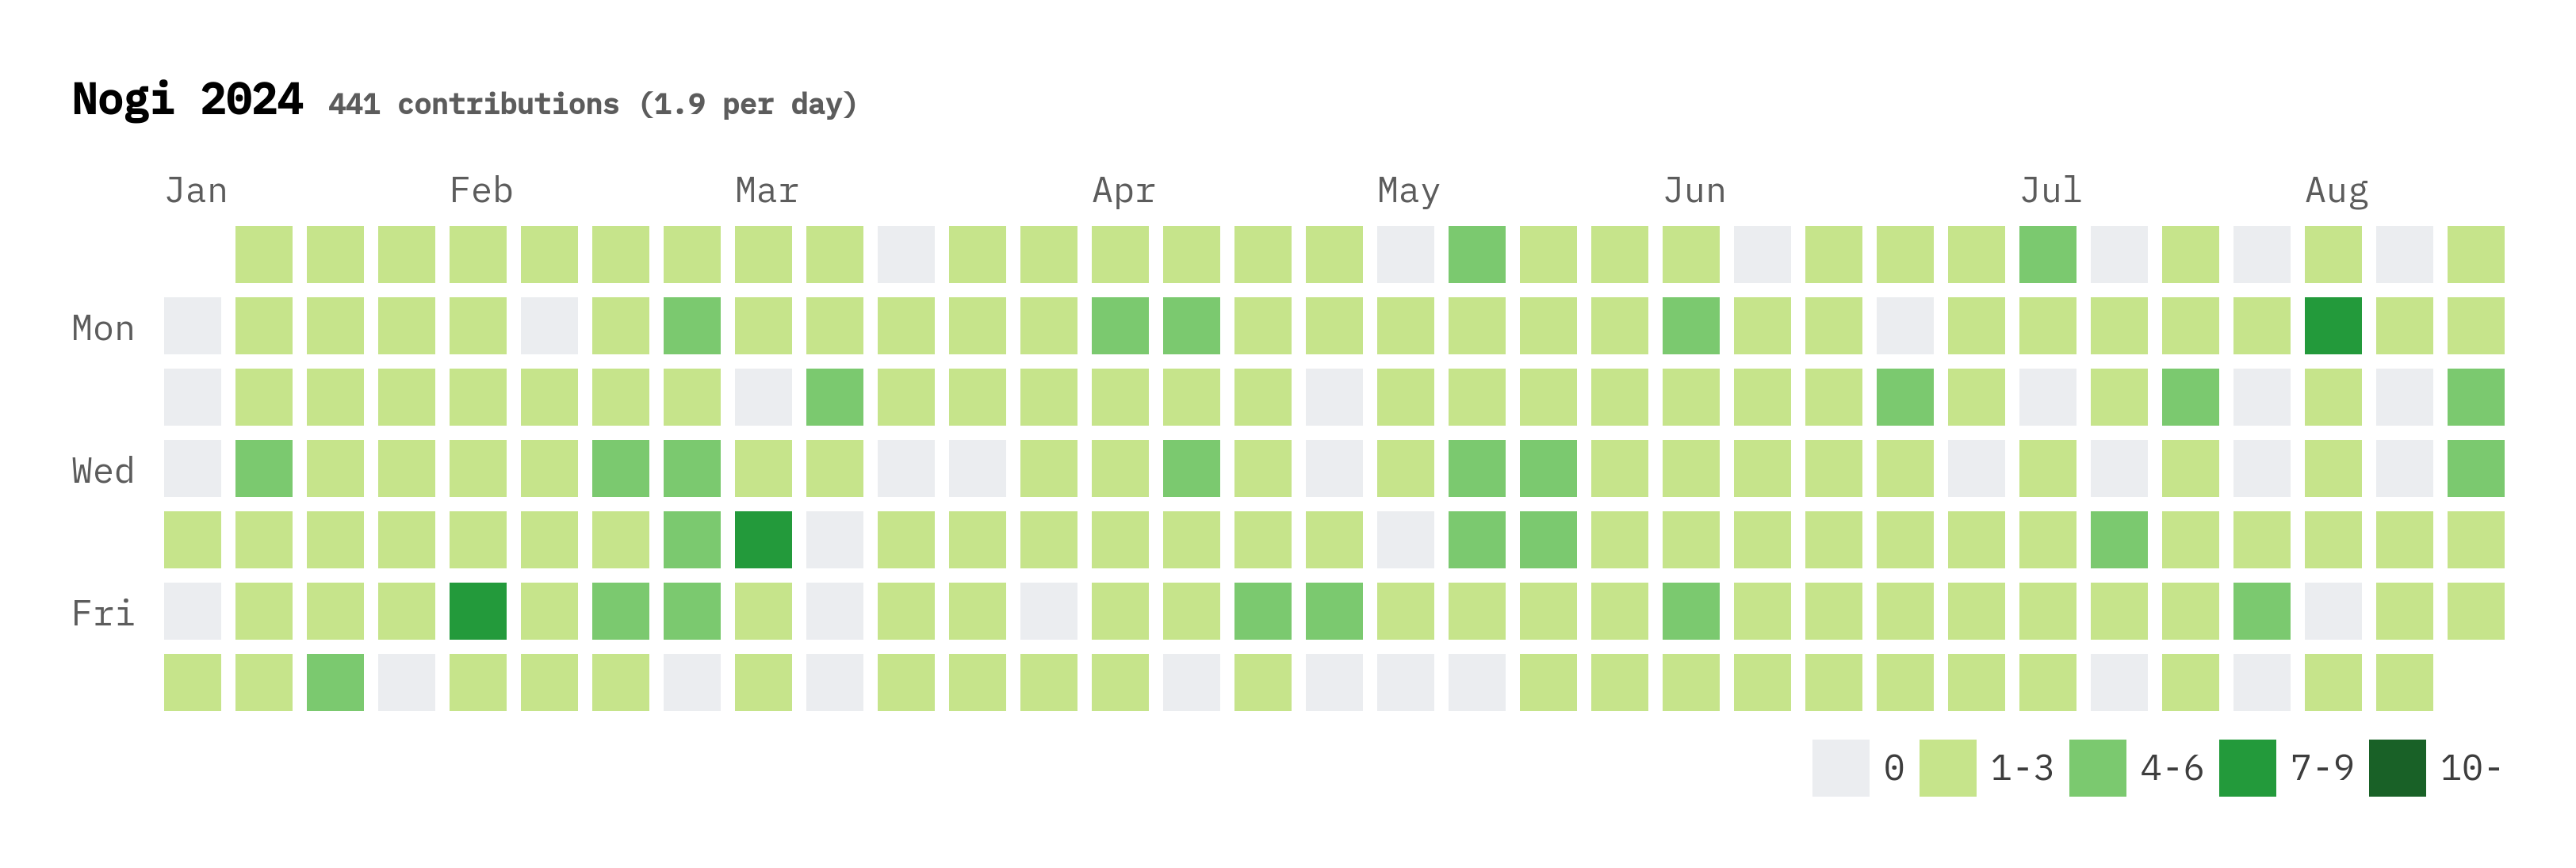 Nogi 2024 441 contributions (1.9 per day)
Jan Feb Mar Apr May Jun Jul Aug
Mon
Wed
Fri
0 1-3 4-6 7-9 10-